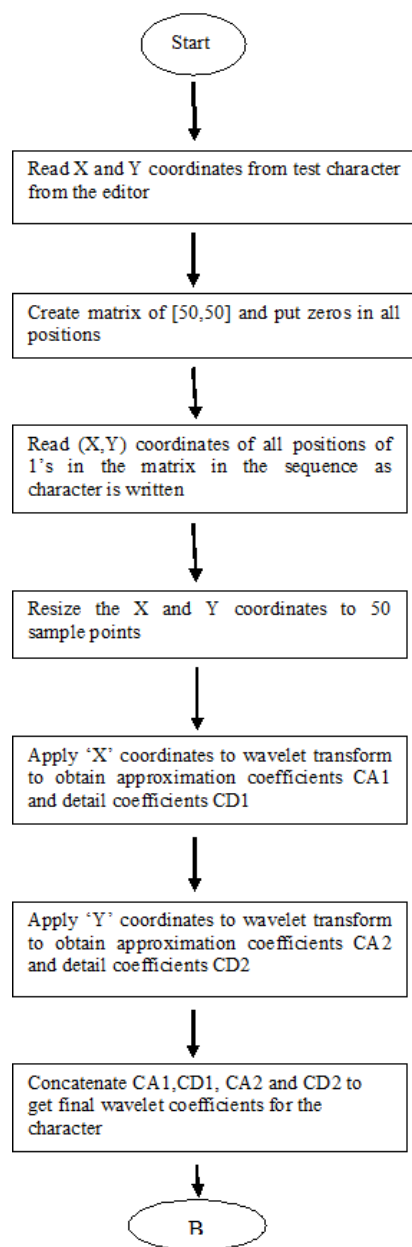 Start
Read X and Y coordinates from test character
from the editor
Create matrix of [50,50] and put zeros in all
positions
Read (X,Y) coordinates of all positions of
1's in the matrix in the sequence as
character is written
Resize the X and Y coordinates to 50
sample points
Apply ‘X’ coordinates to wavelet transform
to obtain approximation coefficients CA1
and detail coefficients CD1
Apply ‘Y’ coordinates to wavelet transform
to obtain approximation coefficients CA2
and detail coefficients CD2
Concatenate CA1,CD1, CA2 and CD2 to
get final wavelet coefficients for the
character
B